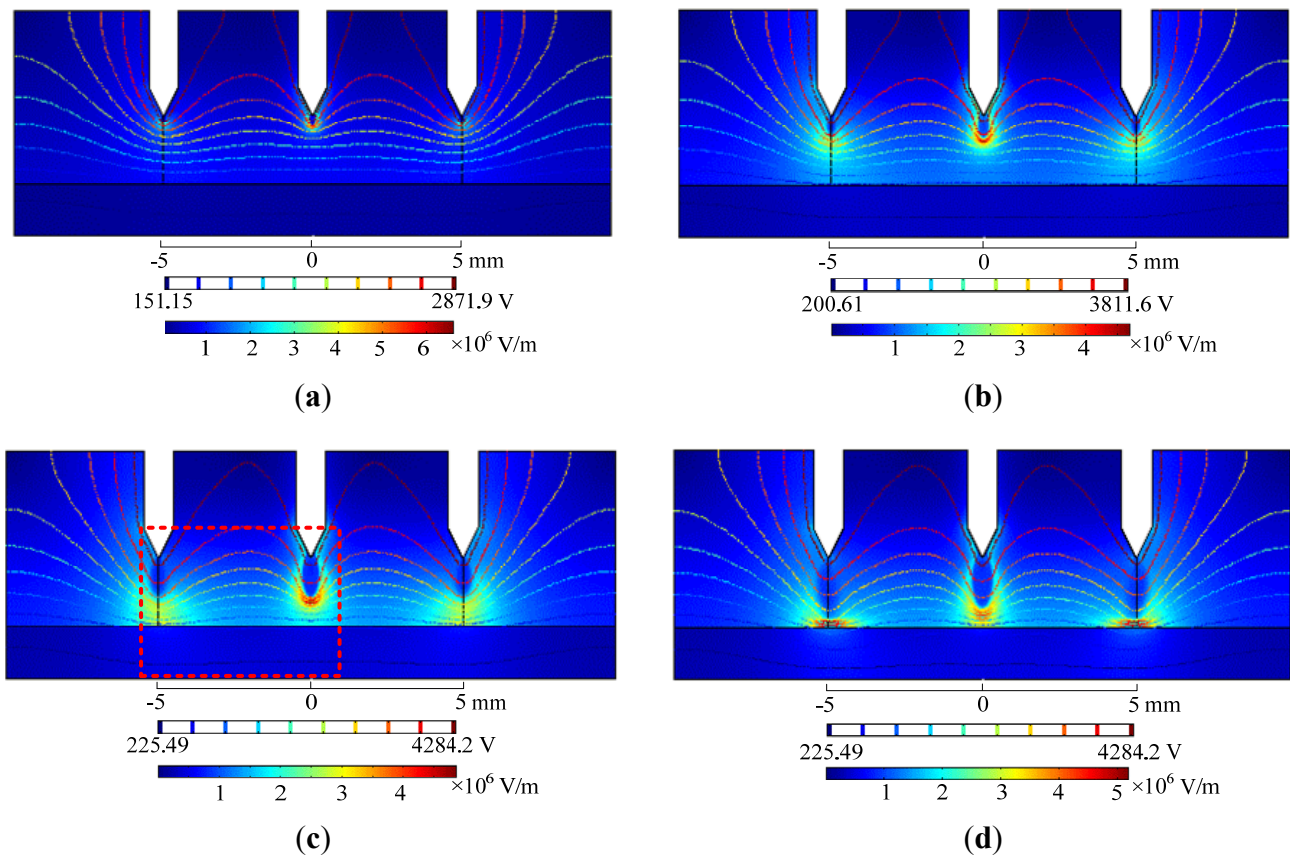 -5 0 5 mm
151.15 2871.9 V
1 2 3 4 5 6 ×10⁶ V/m
(a)
-5 0 5 mm
200.61 3811.6 V
1 2 3 4 ×10⁶ V/m
(b)
-5 0 5 mm
225.49 4284.2 V
1 2 3 4 ×10⁶ V/m
(c)
-5 0 5 mm
225.49 4284.2 V
1 2 3 4 5 ×10⁶ V/m
(d)